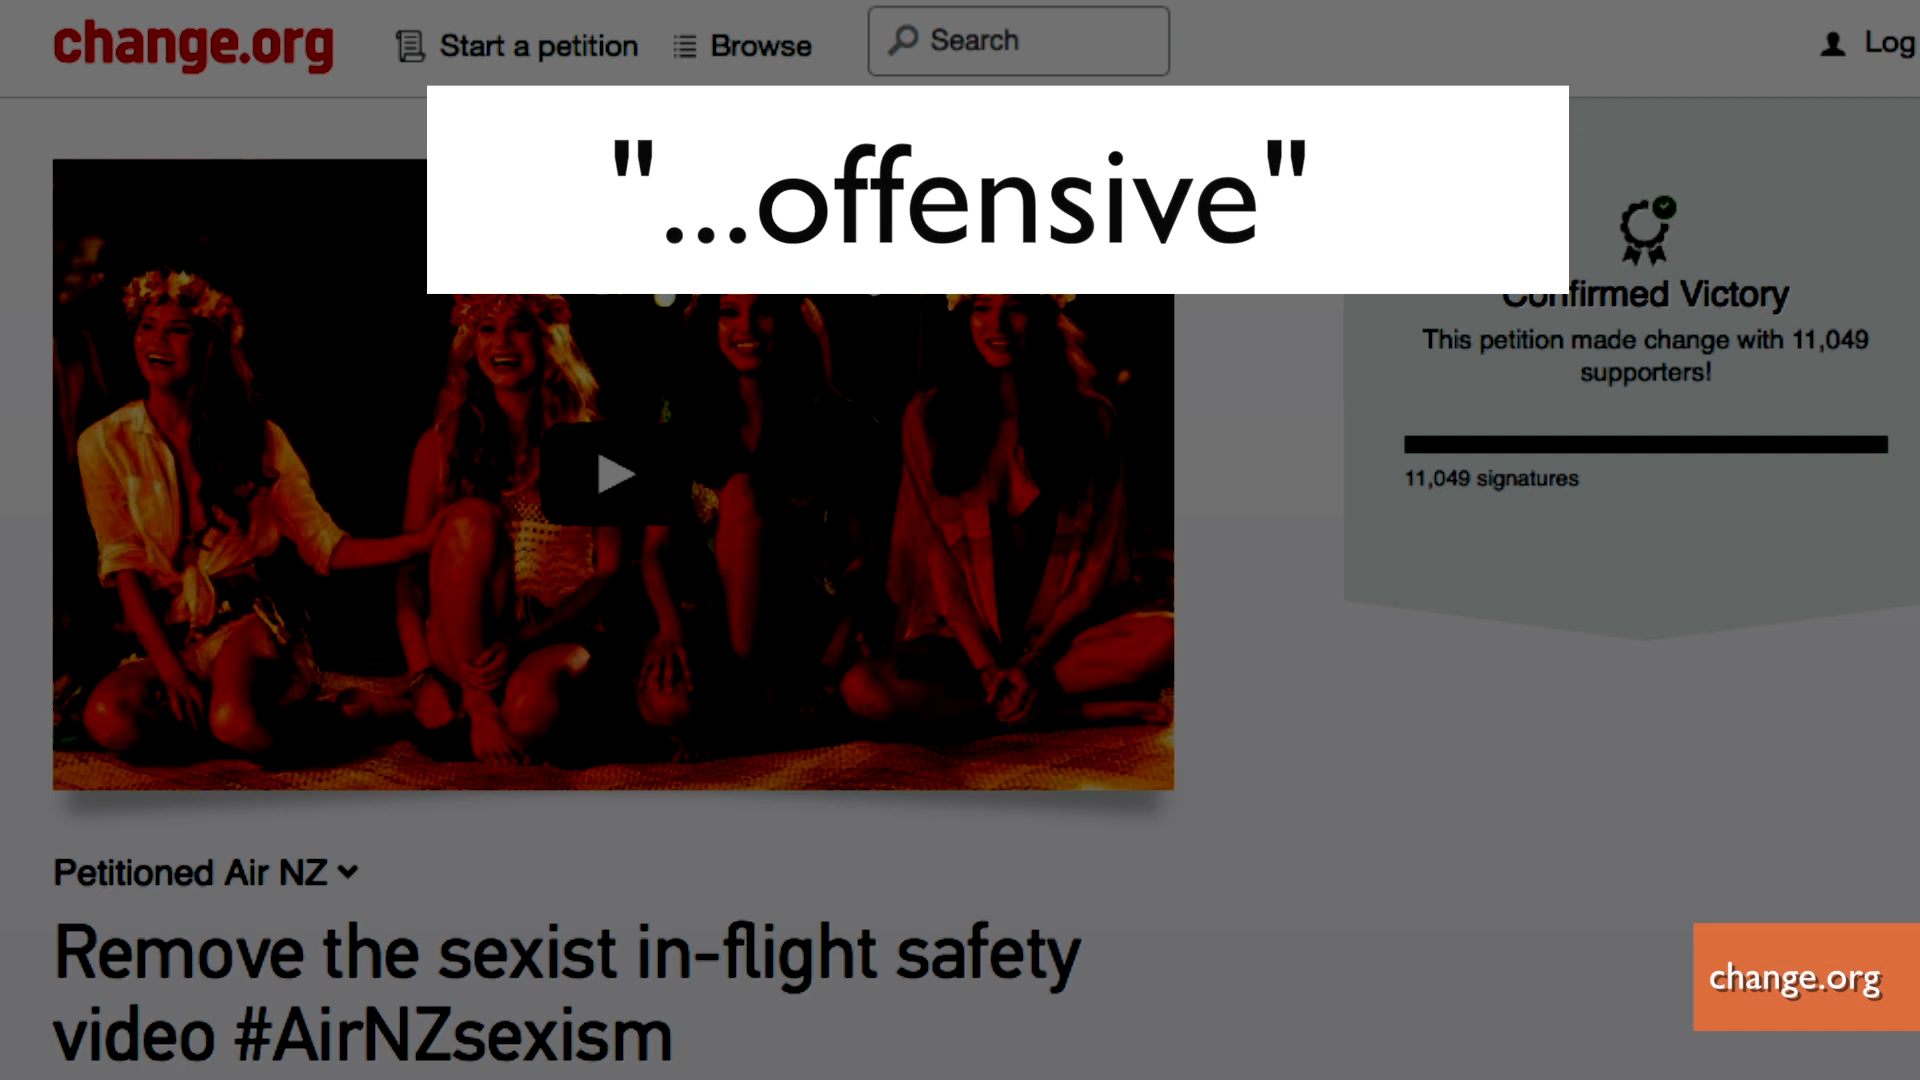 change.org
Start a petition
Browse
Search
Log
"...offensive"
Confirmed Victory
This petition made change with 11,049
supporters!
11,049 signatures
Petitioned Air NZ
Remove the sexist in-flight safety
video #AirNZsexism
change.org